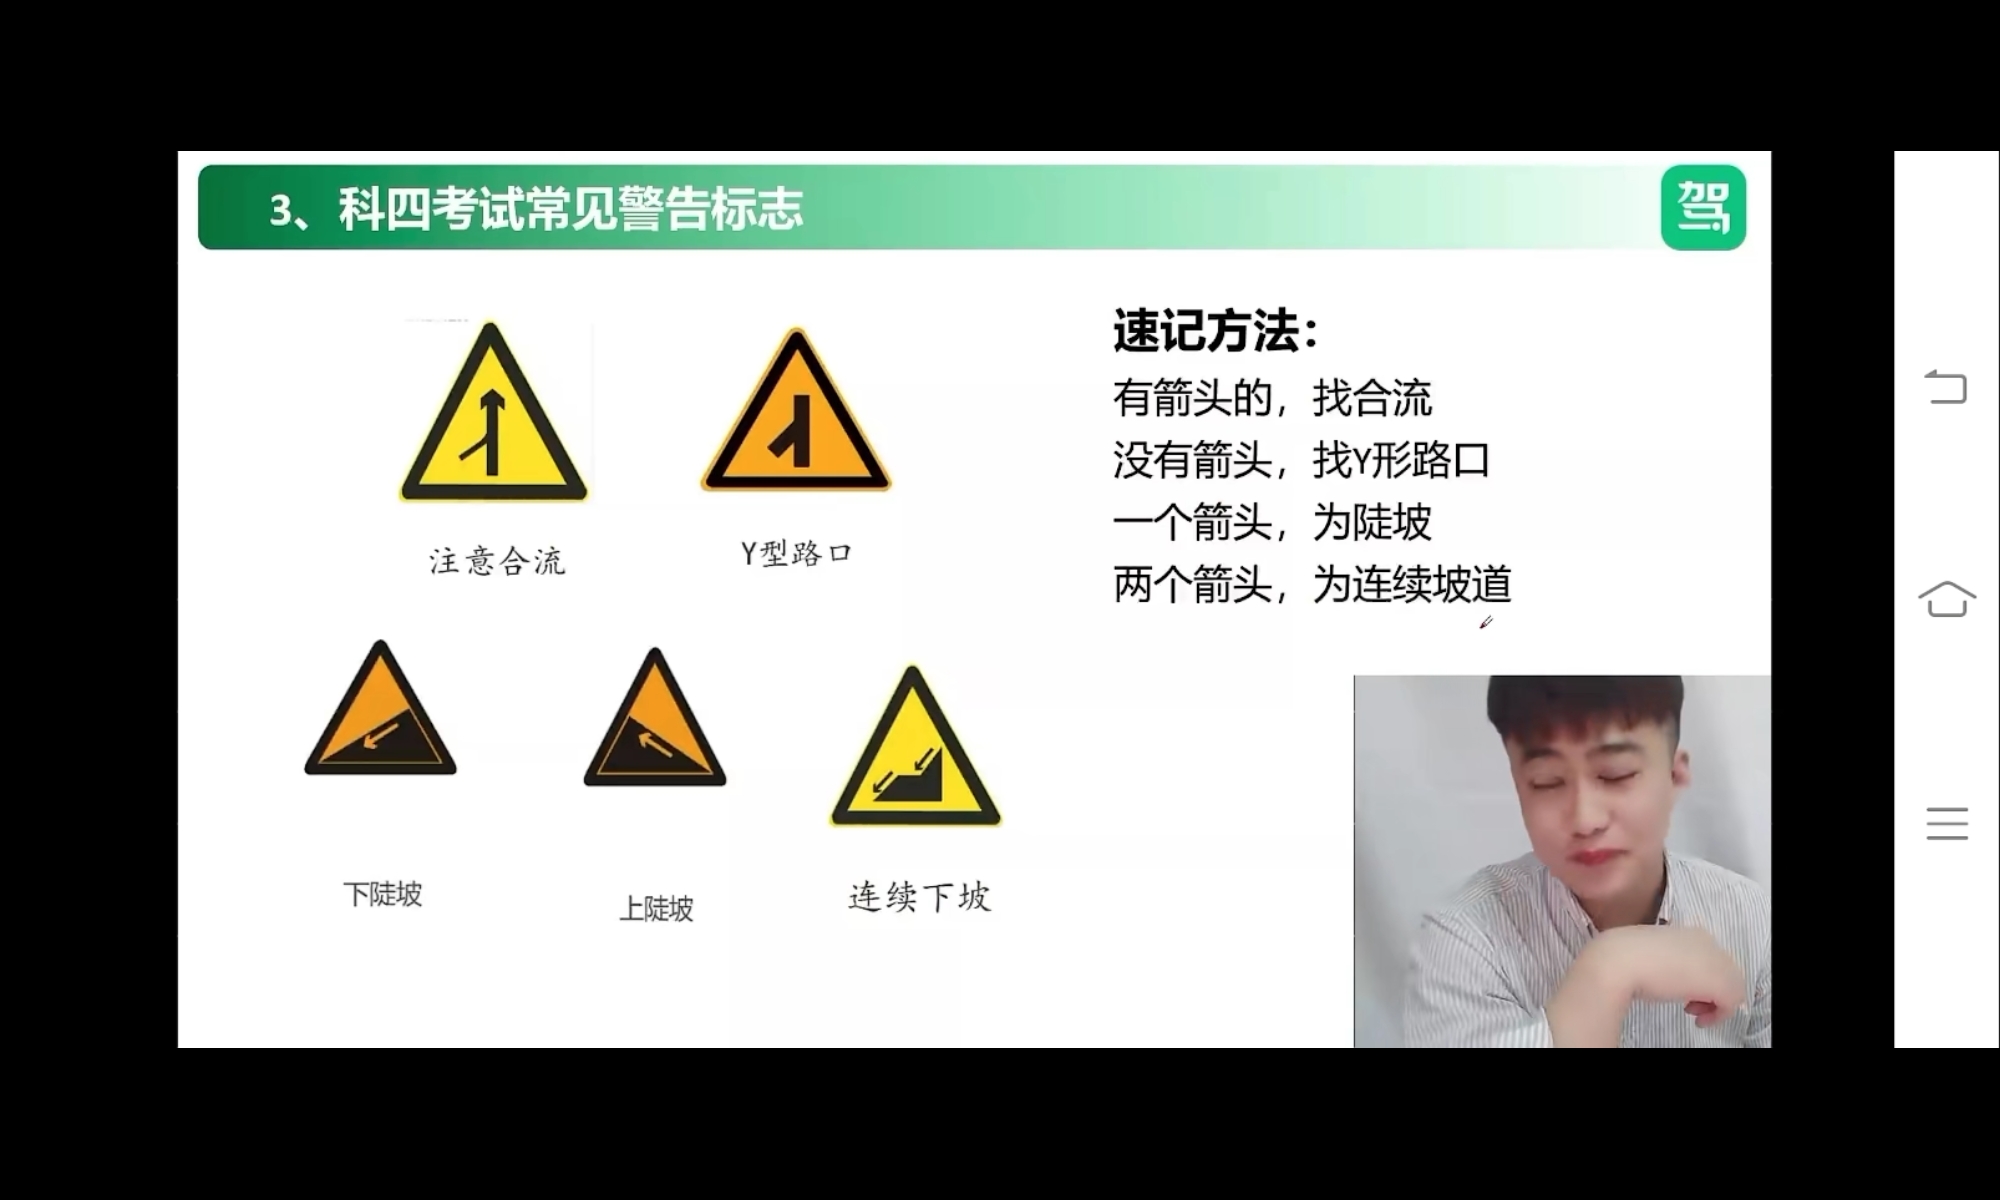 3、科四考试常见警告标志
驾
速记方法：
有箭头的，找合流
没有箭头，找Y形路口
一个箭头，为陡坡
两个箭头，为连续坡道
注意合流
Y型路口
下陡坡
上陡坡
连续下坡